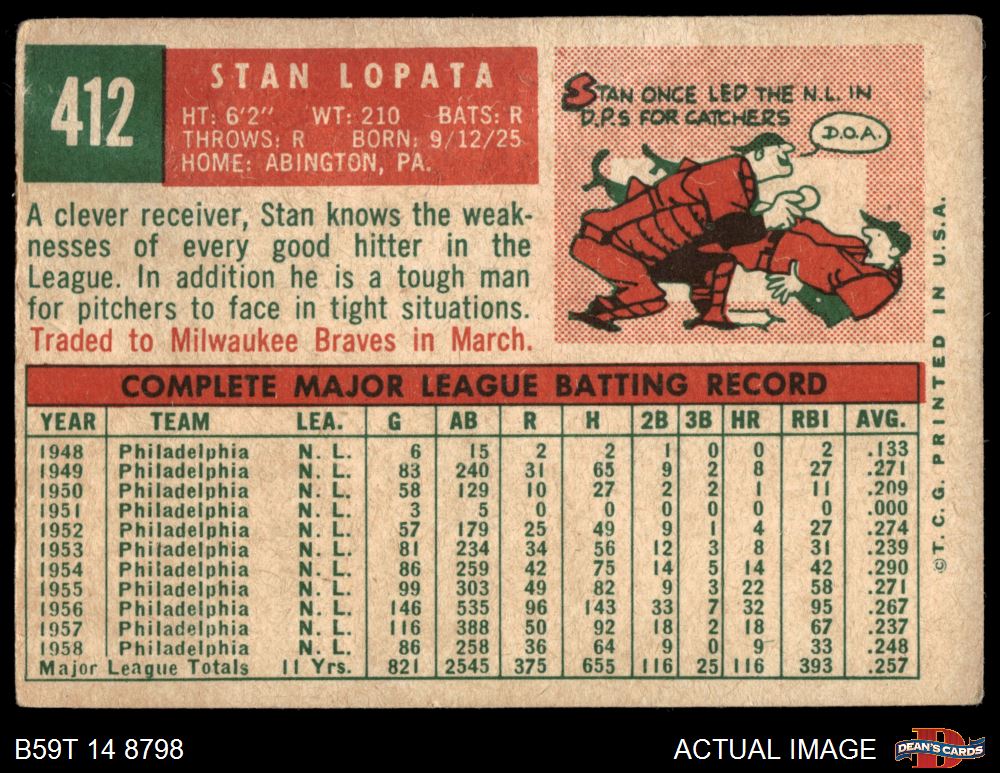 412
STAN LOPATA
HT: 6'2" WT: 210 BATS: R
THROWS: R BORN: 9/12/25
HOME: ABINGTON, PA.
STAN ONCE LED THE N.L. IN
D.P.S FOR CATCHERS
D.O.A.
A clever receiver, Stan knows the weak-
nesses of every good hitter in the
League. In addition he is a tough man
for pitchers to face in tight situations.
Traded to Milwaukee Braves in March.
COMPLETE MAJOR LEAGUE BATTING RECORD
YEAR TEAM LEA. G AB R H 2B 3B HR RBI AVG.
1948 Philadelphia N. L. 6 15 2 2 1 0 0 2 .133
1949 Philadelphia N. L. 83 240 31 65 9 2 8 27 .271
1950 Philadelphia N. L. 58 129 10 27 2 2 1 11 .209
1951 Philadelphia N. L. 3 5 0 0 0 0 0 0 .000
1952 Philadelphia N. L. 57 179 25 49 9 1 4 27 .274
1953 Philadelphia N. L. 81 234 34 56 12 3 8 31 .239
1954 Philadelphia N. L. 86 259 42 75 14 5 14 42 .290
1955 Philadelphia N. L. 99 303 49 82 9 3 22 58 .271
1956 Philadelphia N. L. 146 535 96 143 33 7 32 95 .267
1957 Philadelphia N. L. 116 388 50 92 18 2 18 67 .237
1958 Philadelphia N. L. 86 258 36 64 9 0 9 33 .248
Major League Totals 11 Yrs. 821 2545 375 655 116 25 116 393 .257
©T. C. G. PRINTED IN U.S.A.
B59T 14 8798
ACTUAL IMAGE
D
DEAN'S CARDS